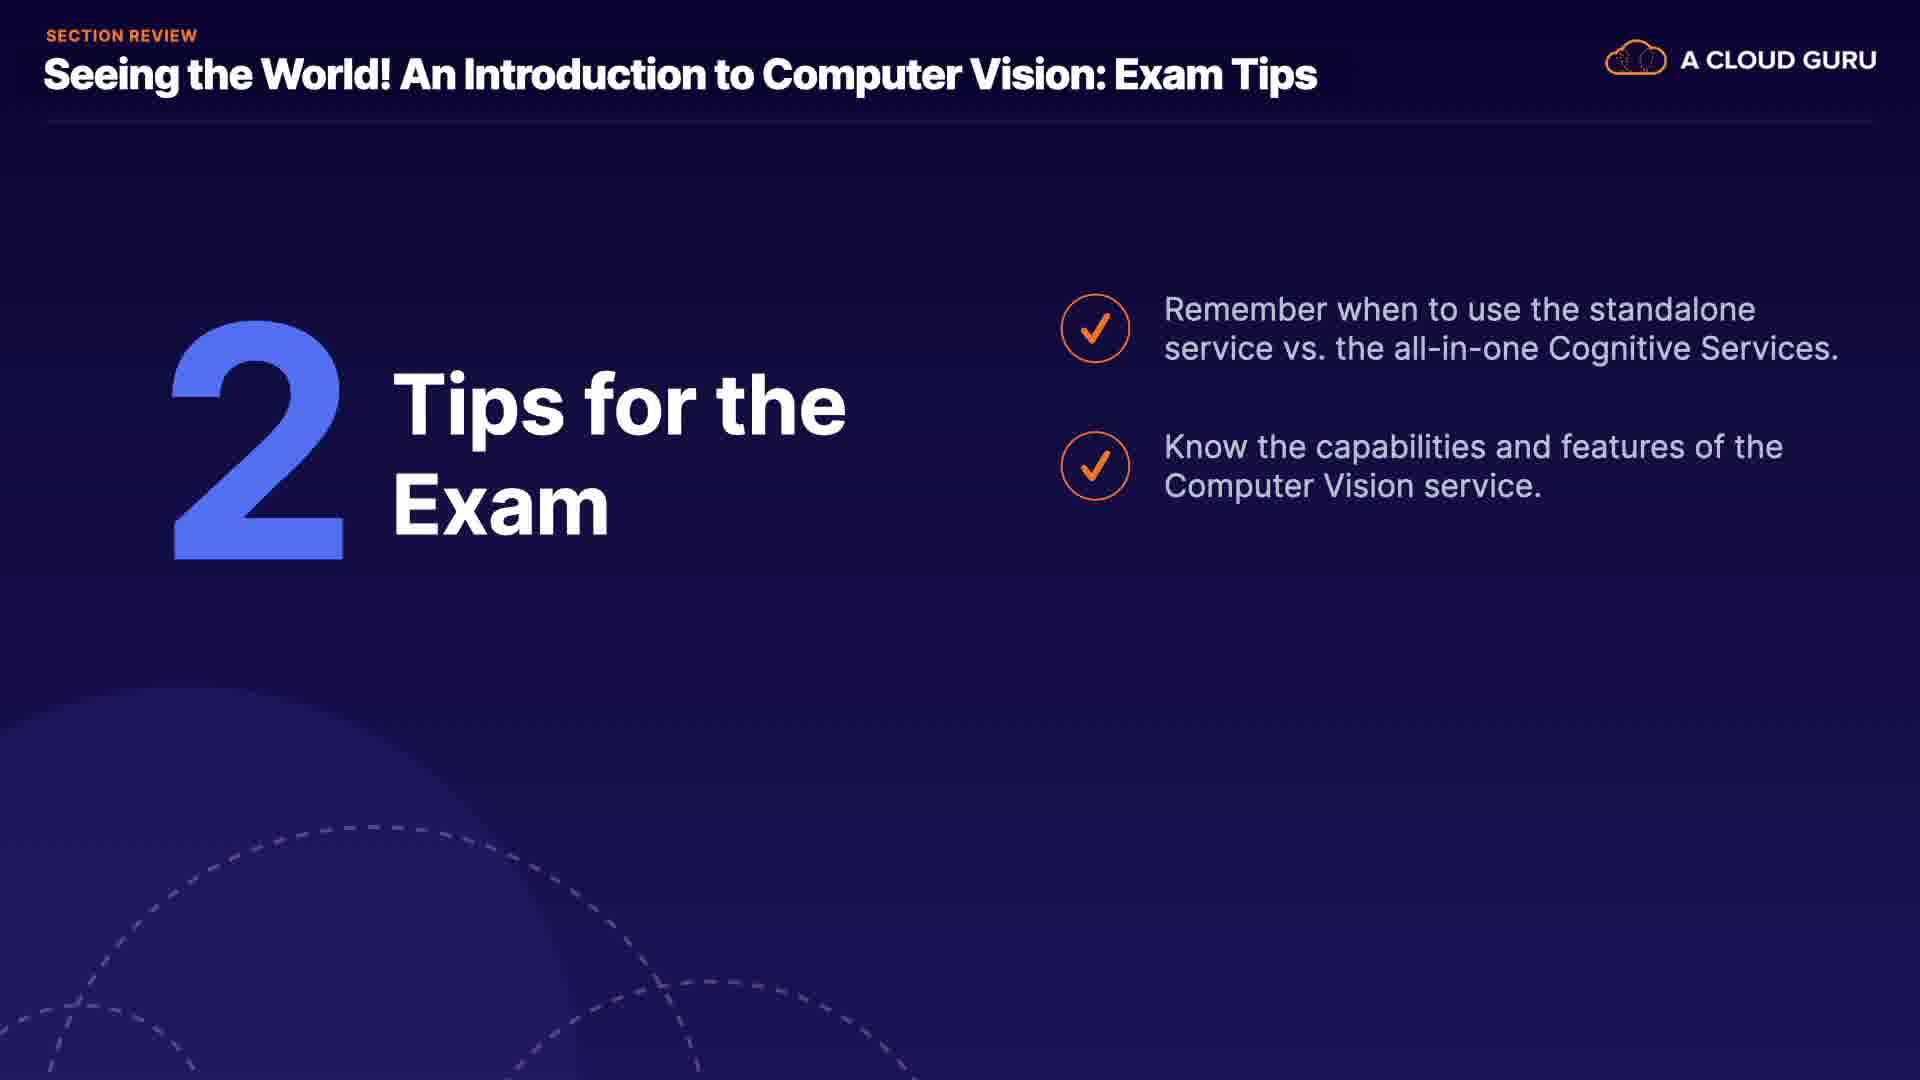 SECTION REVIEW
Seeing the World! An Introduction to Computer Vision: Exam Tips
A CLOUD GURU
2
Tips for the
Exam
Remember when to use the standalone
service vs. the all-in-one Cognitive Services.
Know the capabilities and features of the
Computer Vision service.